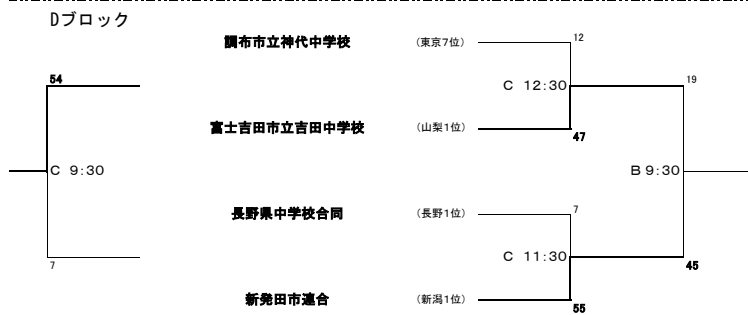 Dブロック
調布市立神代中学校 (東京7位) 12
54 C 12:30 19
富士吉田市立吉田中学校 (山梨1位) 47
C 9:30 B 9:30
長野県中学校合同 (長野1位) 7
7 C 11:30 45
新発田市連合 (新潟1位) 55